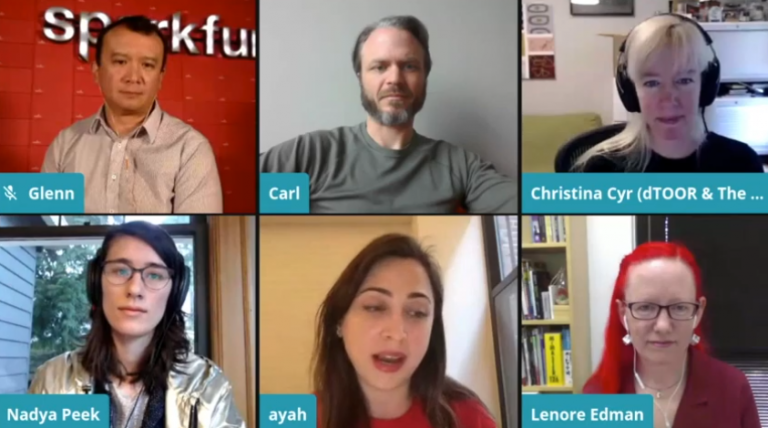 sparkfun
Glenn
Carl
Christina Cyr (dTOOR & The ...
Nadya Peek
ayah
Lenore Edman